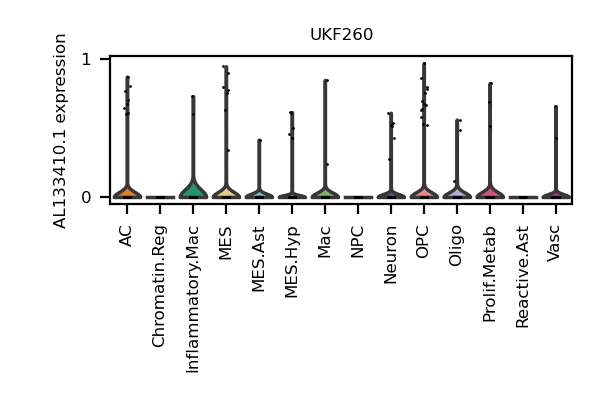 UKF260
AL133410.1 expression
1
0
AC
Chromatin.Reg
Inflammatory.Mac
MES
MES.Ast
MES.Hyp
Mac
NPC
Neuron
OPC
Oligo
Prolif.Metab
Reactive.Ast
Vasc